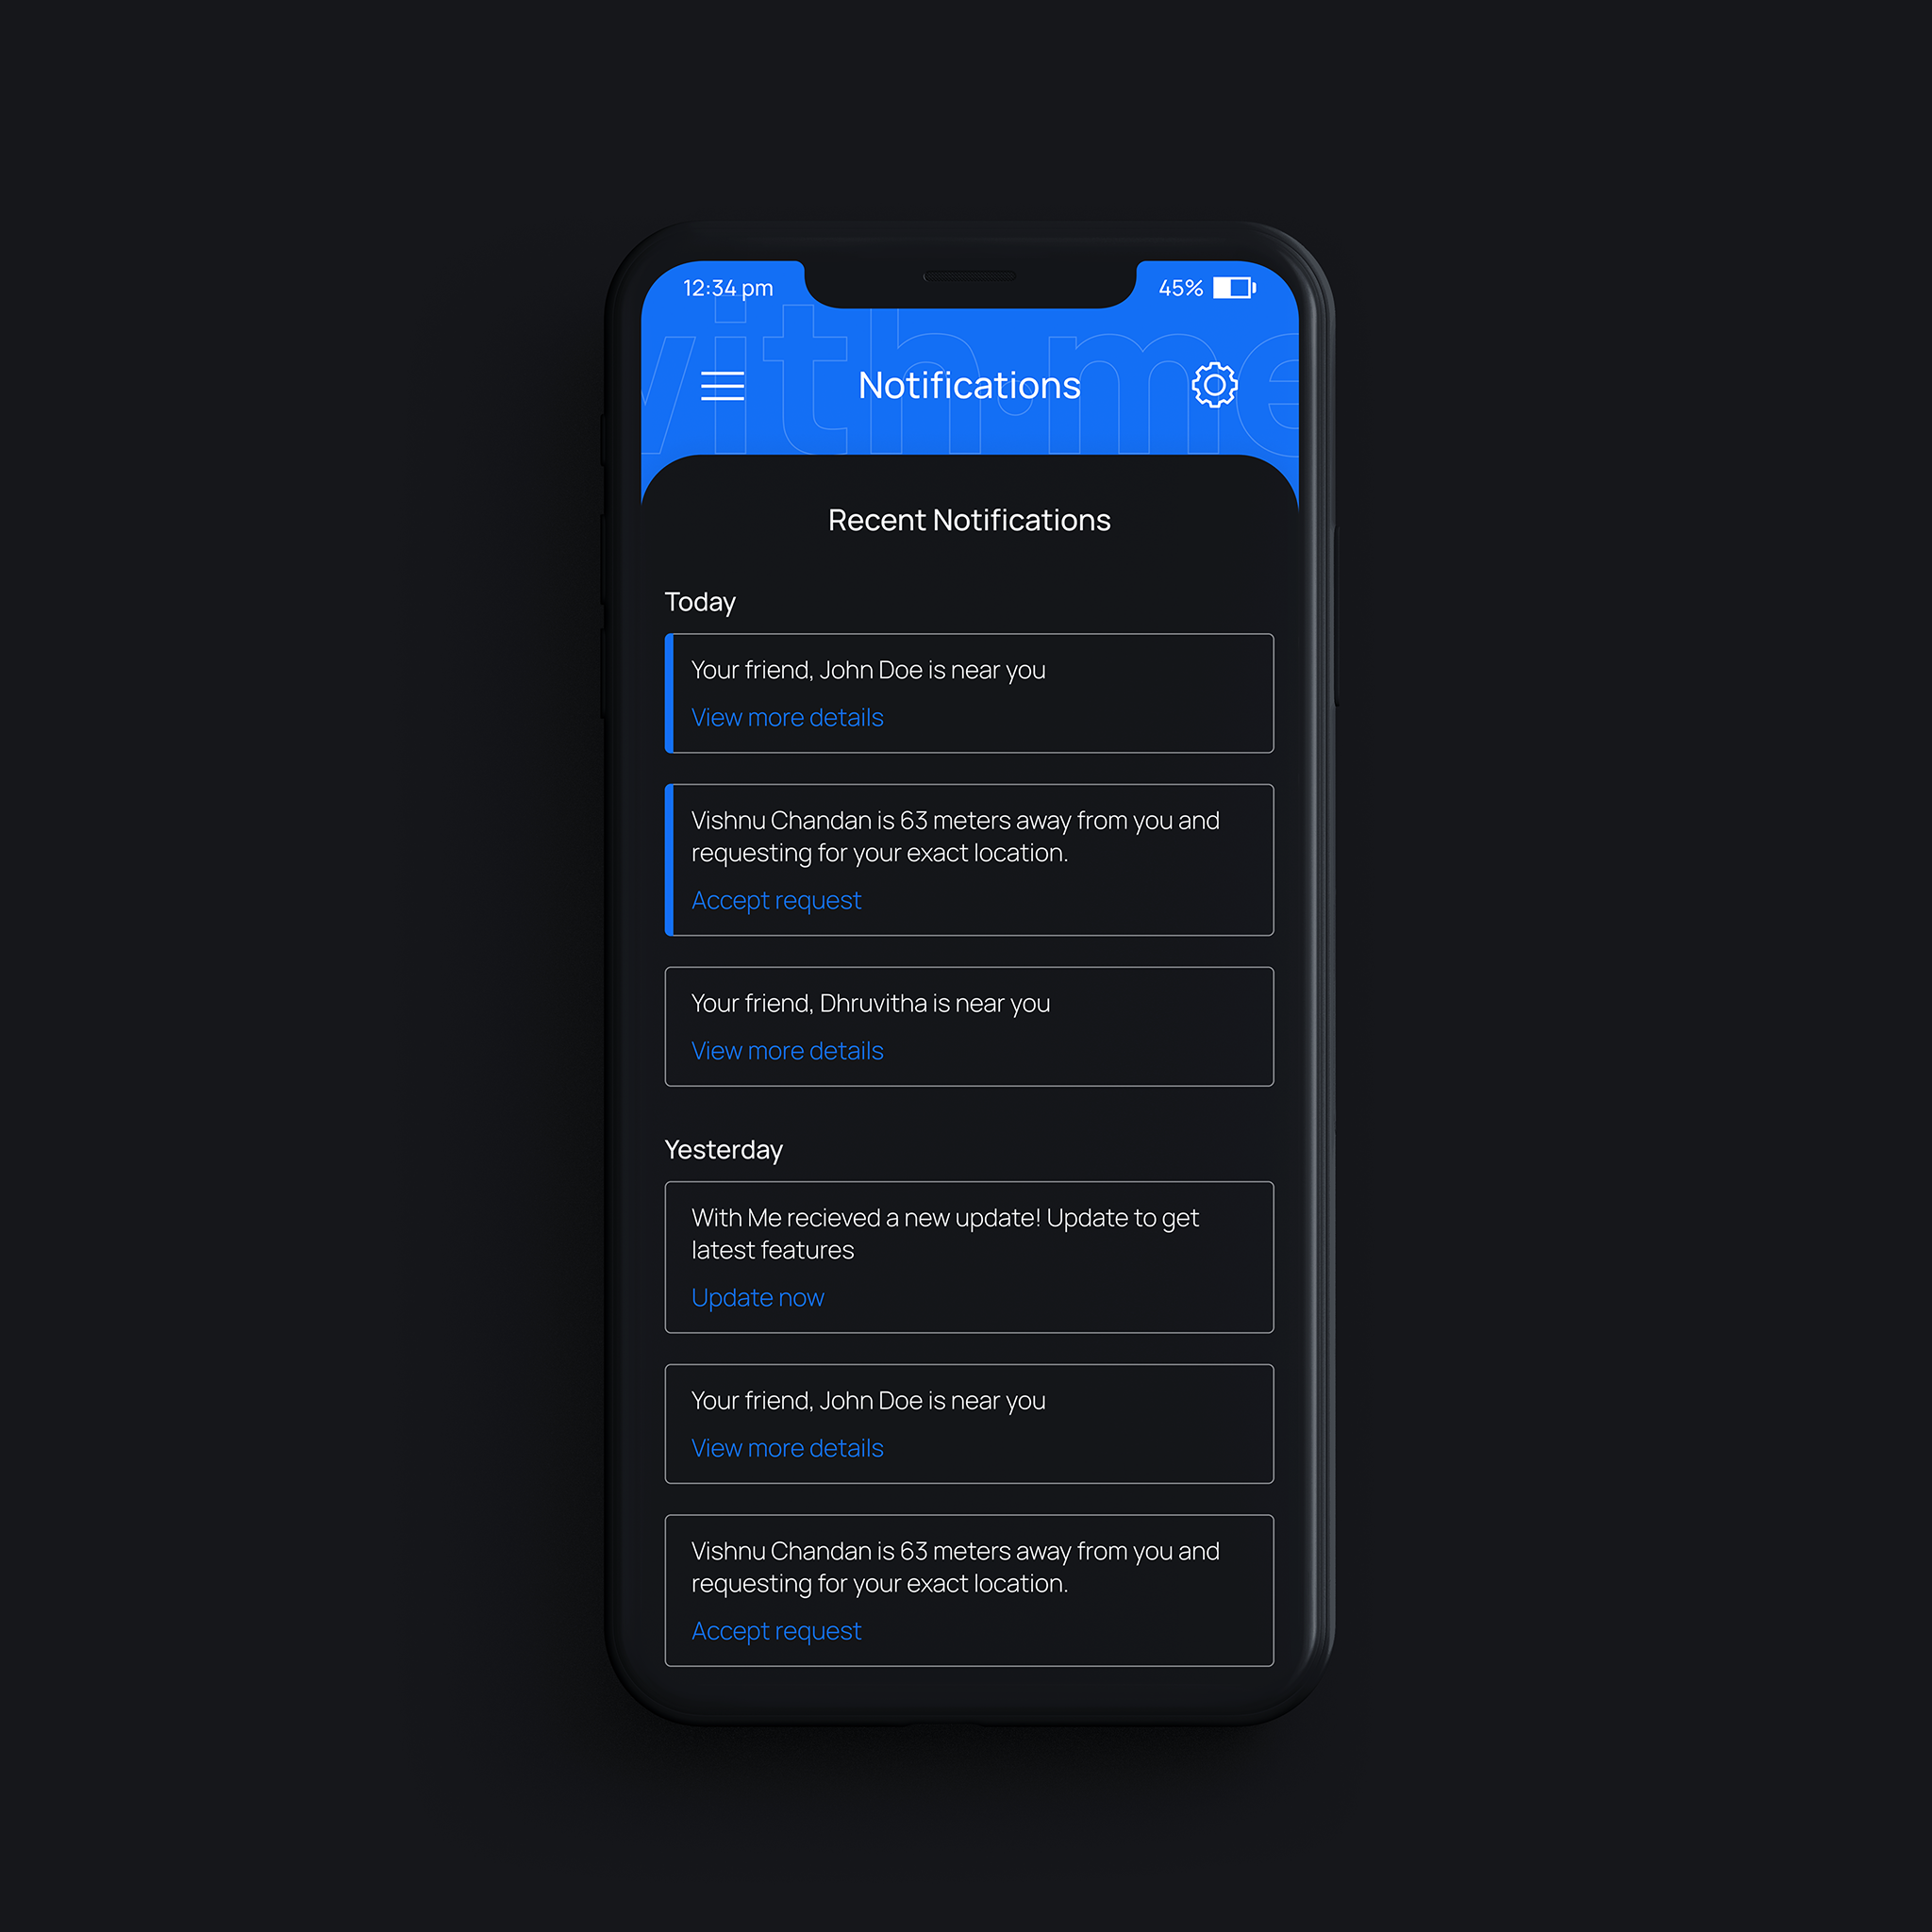 12:34 pm
45%
with me
Notifications
Recent Notifications
Today
Your friend, John Doe is near you
View more details
Vishnu Chandan is 63 meters away from you and
requesting for your exact location.
Accept request
Your friend, Dhruvitha is near you
View more details
Yesterday
With Me recieved a new update! Update to get
latest features
Update now
Your friend, John Doe is near you
View more details
Vishnu Chandan is 63 meters away from you and
requesting for your exact location.
Accept request